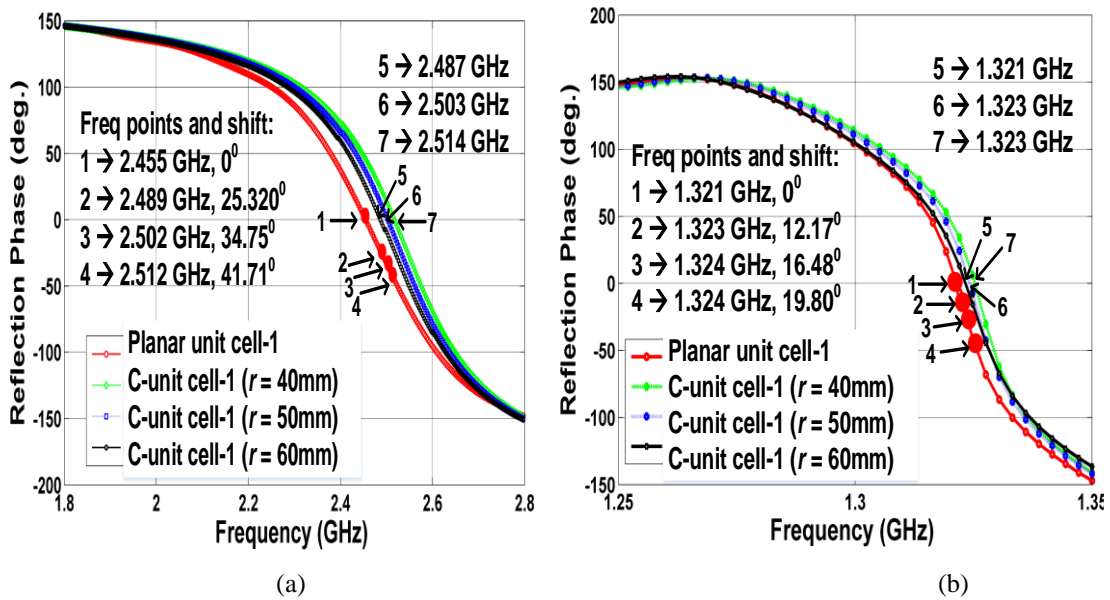 150
100
50
0
-50
-100
-150
-200
Reflection Phase (deg.)
5 → 2.487 GHz
6 → 2.503 GHz
7 → 2.514 GHz
Freq points and shift:
1 → 2.455 GHz, 0⁰
2 → 2.489 GHz, 25.320⁰
3 → 2.502 GHz, 34.75⁰
4 → 2.512 GHz, 41.71⁰
5
6
1
7
2
3
4
Planar unit cell-1
C-unit cell-1 (r = 40mm)
C-unit cell-1 (r = 50mm)
C-unit cell-1 (r = 60mm)
1.8
2
2.2
2.4
2.6
2.8
Frequency (GHz)
(a)
200
150
100
50
0
-50
-100
-150
Reflection Phase (deg.)
5 → 1.321 GHz
6 → 1.323 GHz
7 → 1.323 GHz
Freq points and shift:
1 → 1.321 GHz, 0⁰
2 → 1.323 GHz, 12.17⁰
3 → 1.324 GHz, 16.48⁰
4 → 1.324 GHz, 19.80⁰
5
7
1
6
2
3
4
Planar unit cell-1
C-unit cell-1 (r = 40mm)
C-unit cell-1 (r = 50mm)
C-unit cell-1 (r = 60mm)
1.25
1.3
1.35
Frequency (GHz)
(b)